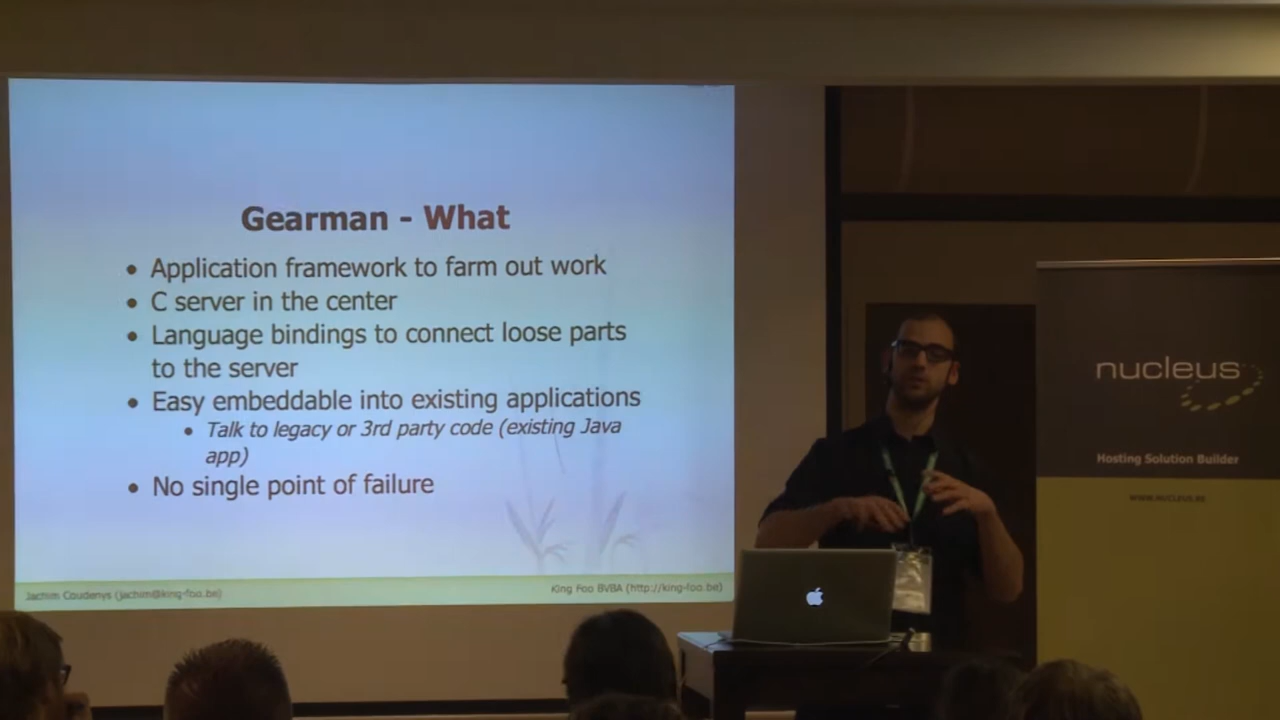 Gearman - What
• Application framework to farm out work
• C server in the center
• Language bindings to connect loose parts
to the server
• Easy embeddable into existing applications
• Talk to legacy or 3rd party code (existing Java
app)
• No single point of failure
Jachim Coudenys (jachim@king-foo.be)
King Foo BVBA (http://king-foo.be)
nucleus
Hosting Solution Builder
WWW.NUCLEUS.BE